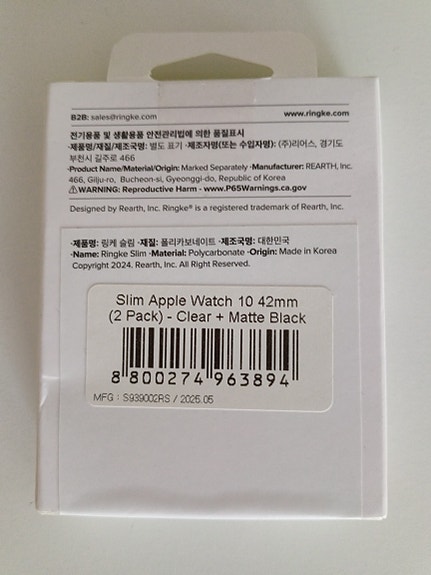 B2B: sales@ringke.com www.ringke.com
전기용품 및 생활용품 안전관리법에 의한 품질표시
·제품명/재질/제조국명: 별도 표기 ·제조자명(또는 수입자명): (주)리어스, 경기도
부천시 길주로 466
·Product Name/Material/Origin: Marked Separately ·Manufacturer: REARTH, Inc.
466, Gilju-ro, Bucheon-si, Gyeonggi-do, Republic of Korea
⚠WARNING: Reproductive Harm - www.P65Warnings.ca.gov
Designed by Rearth, Inc. Ringke® is a registered trademark of Rearth, Inc.
·제품명: 링케 슬림 ·재질: 폴리카보네이트 ·제조국명: 대한민국
·Name: Ringke Slim ·Material: Polycarbonate ·Origin: Made in Korea
Copyright 2024. Rearth, Inc. All Right Reserved.
Slim Apple Watch 10 42mm
(2 Pack) - Clear + Matte Black
8 800274 963894
MFG : S939002RS / 2025.05